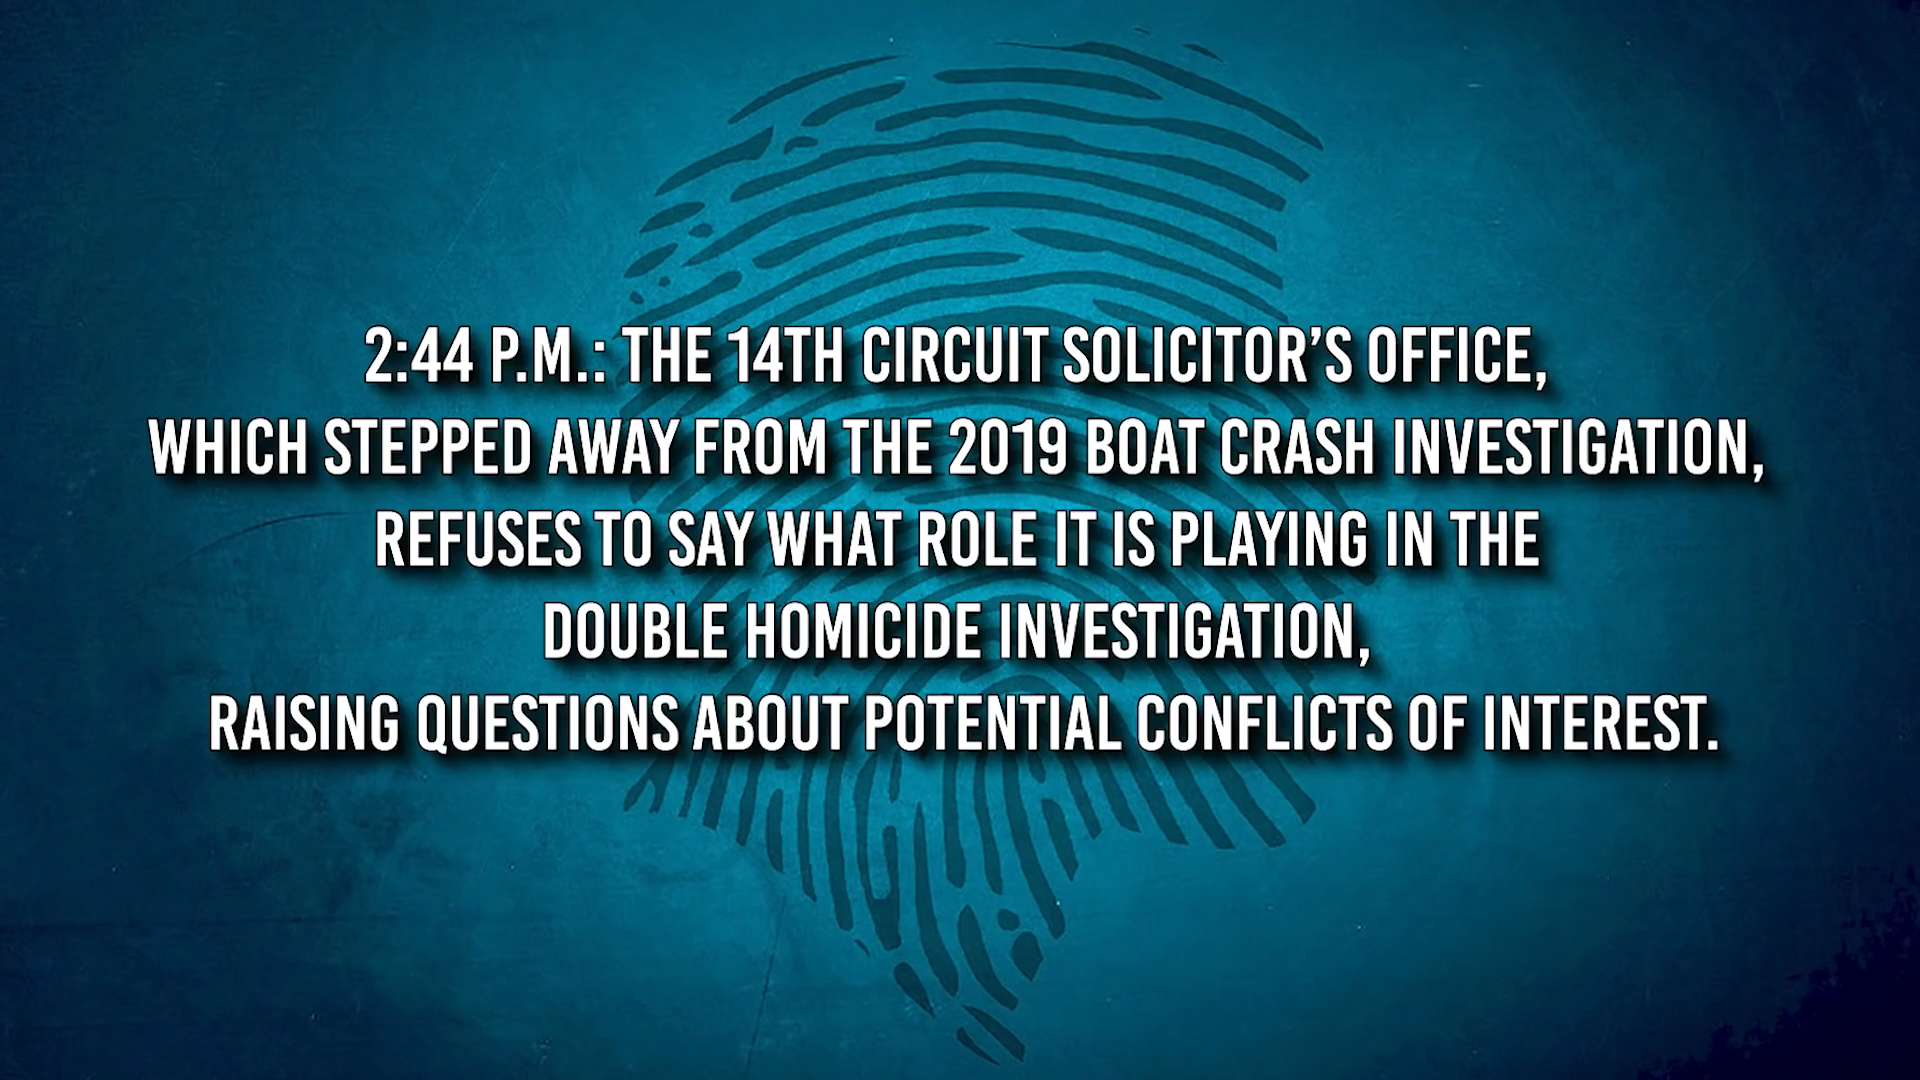 2:44 P.M.: THE 14TH CIRCUIT SOLICITOR’S OFFICE,
WHICH STEPPED AWAY FROM THE 2019 BOAT CRASH INVESTIGATION,
REFUSES TO SAY WHAT ROLE IT IS PLAYING IN THE
DOUBLE HOMICIDE INVESTIGATION,
RAISING QUESTIONS ABOUT POTENTIAL CONFLICTS OF INTEREST.